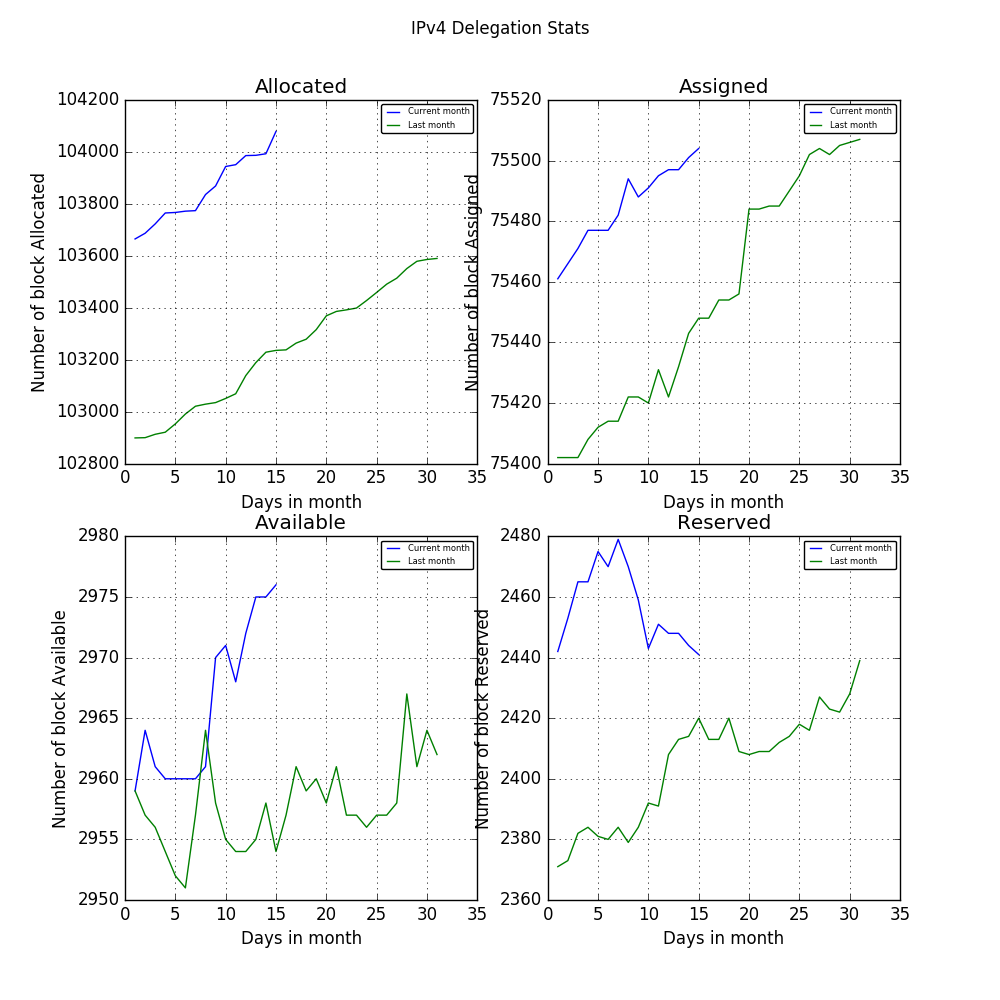 IPv4 Delegation Stats
Allocated
Number of block Allocated
104200
104000
103800
103600
103400
103200
103000
102800
0 5 10 15 20 25 30 35
Days in month
Current month
Last month
Assigned
Number of block Assigned
75520
75500
75480
75460
75440
75420
75400
0 5 10 15 20 25 30 35
Days in month
Current month
Last month
Available
Number of block Available
2980
2975
2970
2965
2960
2955
2950
0 5 10 15 20 25 30 35
Days in month
Current month
Last month
Reserved
Number of block Reserved
2480
2460
2440
2420
2400
2380
2360
0 5 10 15 20 25 30 35
Days in month
Current month
Last month